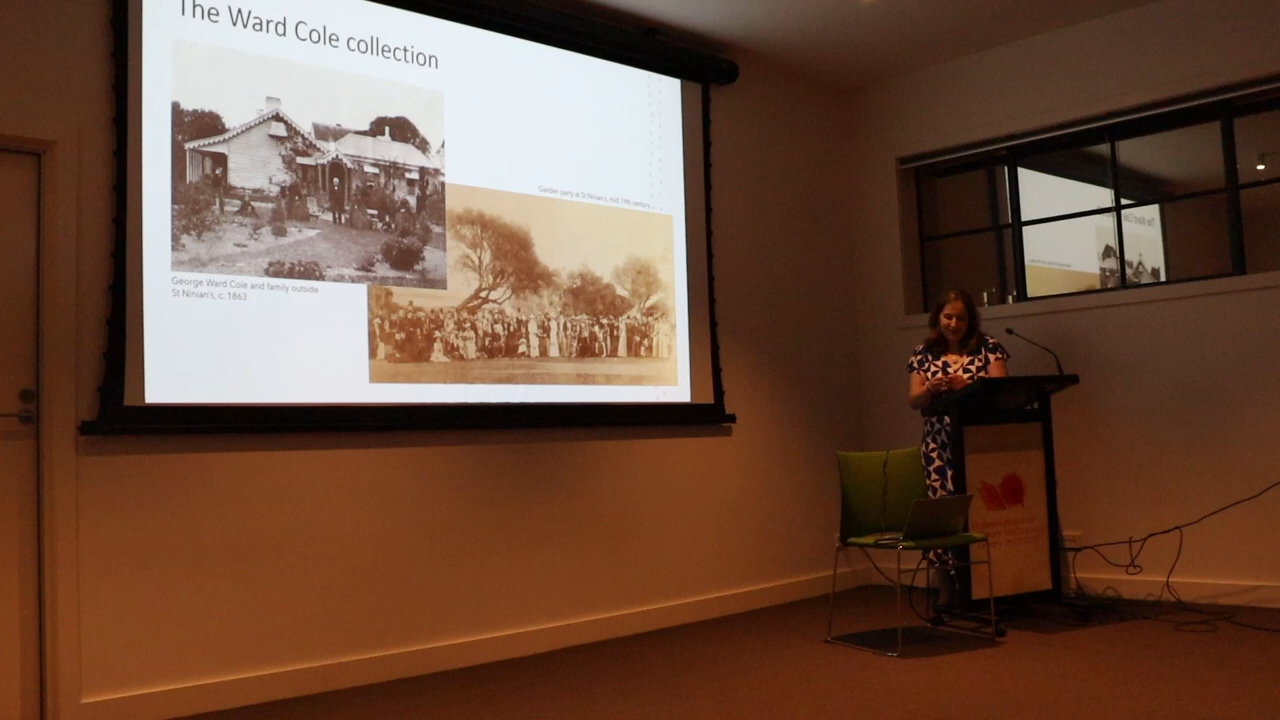 The Ward Cole collection
Garden party at St Ninian's, mid 19th century
George Ward Cole and family outside
St Ninian's, c. 1863